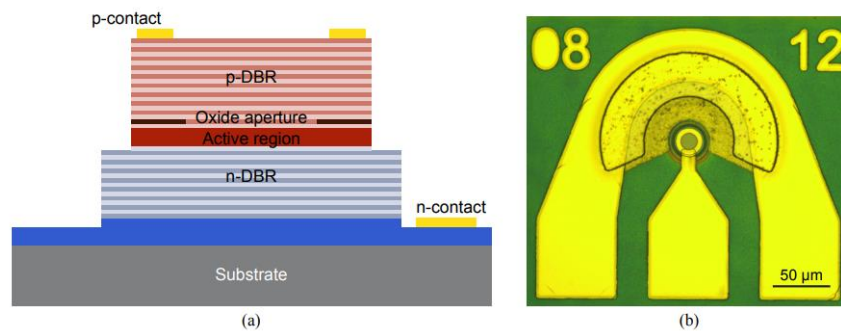 p-contact
p-DBR
Oxide aperture
Active region
n-DBR
n-contact
Substrate
(a)
08
12
50 µm
(b)